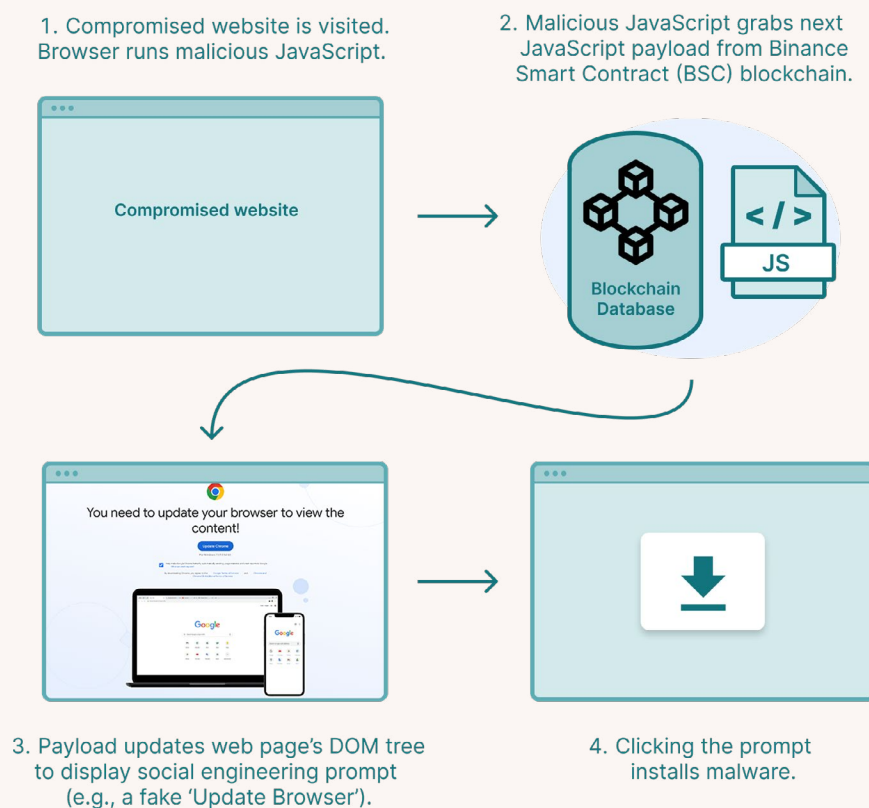 1. Compromised website is visited.
Browser runs malicious JavaScript.
2. Malicious JavaScript grabs next
JavaScript payload from Binance
Smart Contract (BSC) blockchain.
Compromised website
</>
JS
Blockchain
Database
You need to update your browser to view the
content!
Update Chrome
Google
Google
3. Payload updates web page's DOM tree
to display social engineering prompt
(e.g., a fake ‘Update Browser’).
4. Clicking the prompt
installs malware.